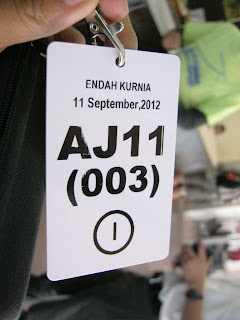 ENDAH KURNIA
11 September,2012
AJ11
(003)
I